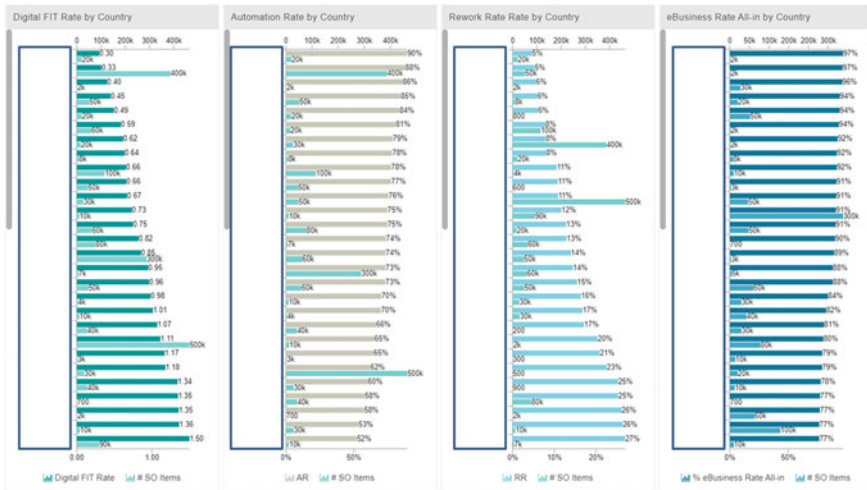 Digital FIT Rate by Country
0 100k 200k 300k 400k
0.30
20k
0.33
400k
0.40
2k
0.45
50k
0.49
20k
0.59
60k
0.62
20k
0.64
8k
0.66
100k
0.66
50k
0.67
30k
0.73
10k
0.75
60k
0.82
80k
0.85
300k
0.95
7k
0.96
50k
0.98
4k
1.01
10k
1.07
40k
1.11
500k
1.17
3k
1.18
30k
1.34
40k
1.35
700
1.35
2k
1.36
10k
1.50
90k
0.00 1.00
Digital FIT Rate # SO Items
Automation Rate by Country
0 100k 200k 300k 400k
90%
20k
88%
400k
86%
2k
85%
50k
84%
20k
81%
20k
79%
30k
78%
8k
78%
100k
77%
50k
76%
50k
75%
10k
75%
80k
74%
7k
74%
60k
73%
300k
73%
60k
70%
10k
70%
4k
66%
40k
65%
10k
65%
3k
62%
500k
60%
30k
58%
40k
58%
700
53%
30k
52%
10k
0% 50%
AR # SO Items
Rework Rate Rate by Country
0 100k 200k 300k 400k
5%
20k
5%
50k
6%
2k
6%
8k
6%
800
8%
100k
8%
400k
8%
20k
11%
4k
11%
600
11%
500k
12%
90k
13%
20k
13%
60k
14%
50k
14%
60k
15%
50k
16%
30k
17%
30k
17%
200
20%
2k
21%
300
23%
500
25%
900
25%
80k
26%
2k
26%
10k
27%
7k
0% 10% 20%
RR # SO Items
eBusiness Rate All-in by Country
0 50k 100k 150k 200k
97%
2k
97%
2k
96%
30k
94%
20k
94%
50k
94%
2k
92%
2k
92%
8k
92%
10k
91%
3k
91%
50k
91%
300k
91%
50k
90%
700
89%
3k
88%
5k
88%
60k
84%
30k
82%
40k
81%
30k
80%
80k
79%
10k
79%
20k
78%
10k
77%
700
77%
60k
77%
100k
77%
10k
0% 50%
% eBusiness Rate All-in # SO Items